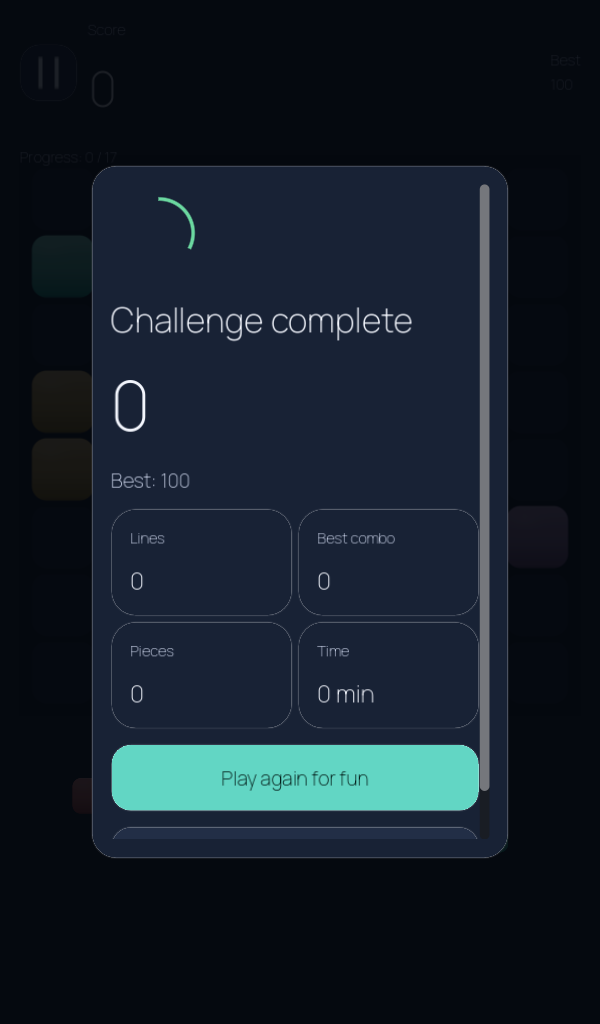 Score
0
Best
100
Progress: 0 / 17
Challenge complete
0
Best: 100
Lines
0
Best combo
0
Pieces
0
Time
0 min
Play again for fun